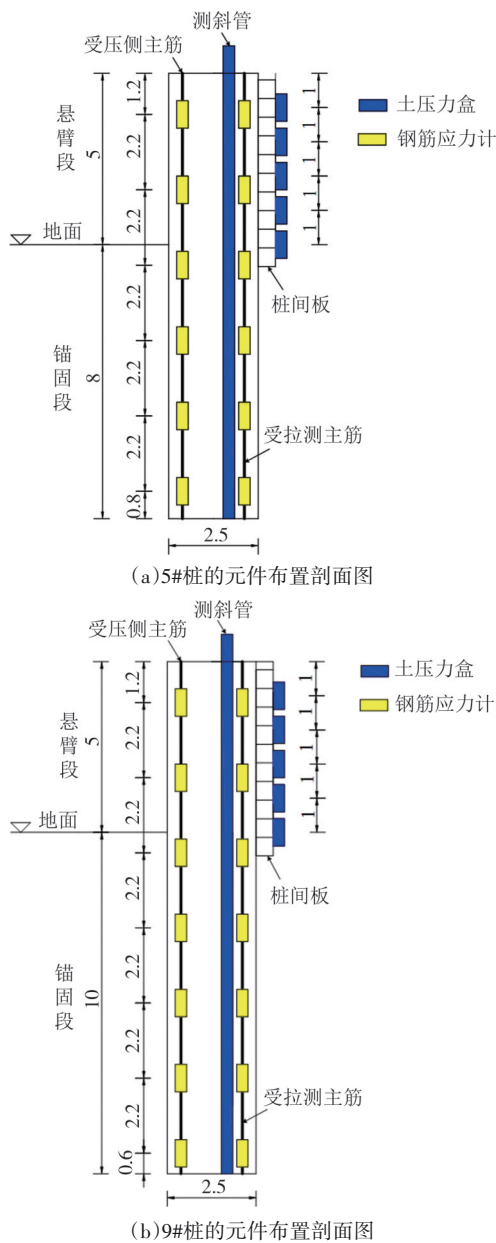 测斜管
受压侧主筋
土压力盒
钢筋应力计
悬臂段
5
1.2
2.2
2.2
1
1
1
1
1
地面
桩间板
锚固段
8
2.2
2.2
2.2
0.8
受拉测主筋
2.5
(a)5#桩的元件布置剖面图
测斜管
受压侧主筋
土压力盒
钢筋应力计
悬臂段
5
1.2
2.2
2.2
1
1
1
1
1
地面
桩间板
锚固段
10
2.2
2.2
2.2
2.2
0.6
受拉测主筋
2.5
(b)9#桩的元件布置剖面图